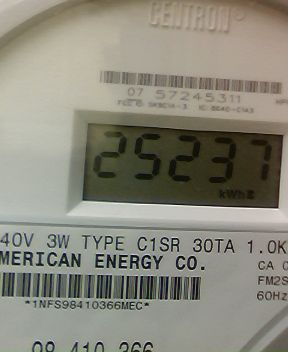 CENTRON®
07 57245311
25237
kWh
40V 3W TYPE C1SR 30TA 1.0K
MERICAN ENERGY CO.
CA 0
FM2S
60Hz
*1NFS98410366MEC*
98 410 366